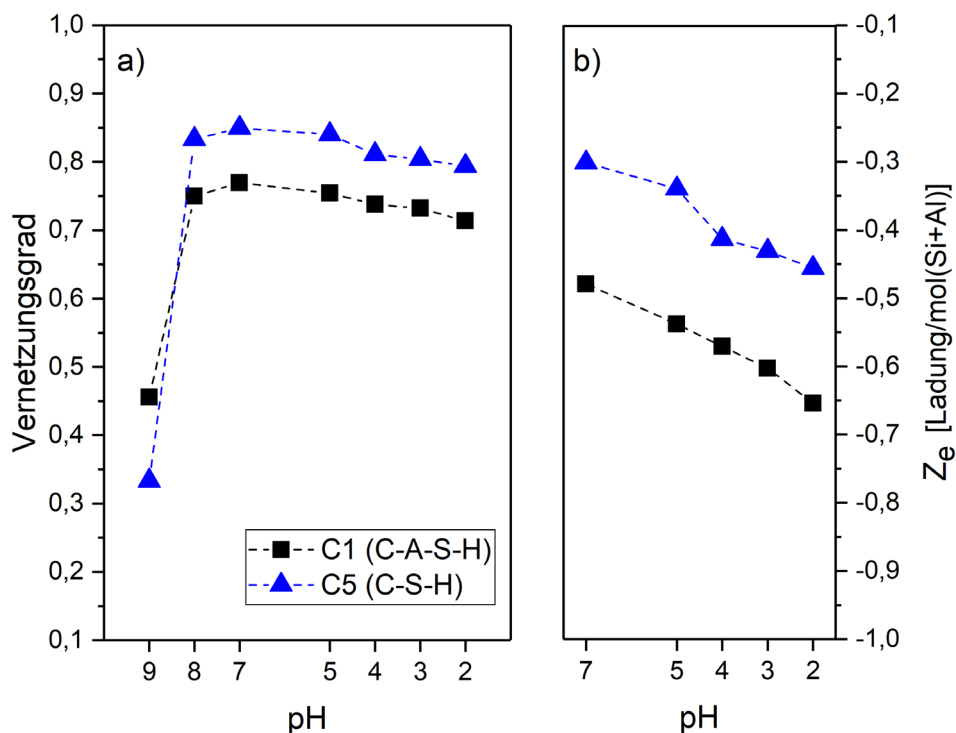 a)
Vernetzungsgrad
1,0
0,9
0,8
0,7
0,6
0,5
0,4
0,3
0,2
0,1
C1 (C-A-S-H)
C5 (C-S-H)
9 8 7 5 4 3 2
pH
b)
-0,1
-0,2
-0,3
-0,4
-0,5
-0,6
-0,7
-0,8
-0,9
-1,0
Ze [Ladung/mol(Si+Al)]
7 5 4 3 2
pH